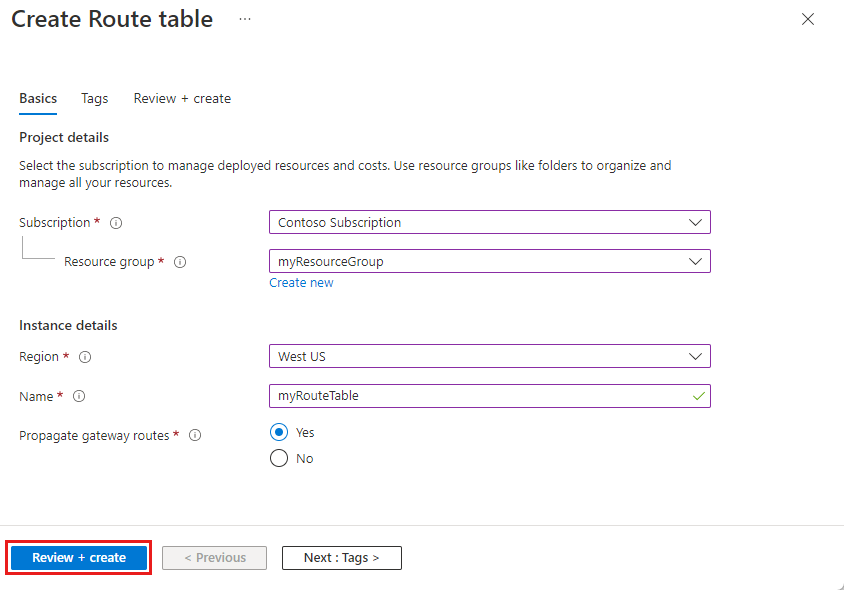 Create Route table ...
Basics Tags Review + create
Project details
Select the subscription to manage deployed resources and costs. Use resource groups like folders to organize and
manage all your resources.
Subscription * Contoso Subscription
Resource group * myResourceGroup
Create new
Instance details
Region * West US
Name * myRouteTable
Propagate gateway routes * Yes
No
Review + create < Previous Next : Tags >